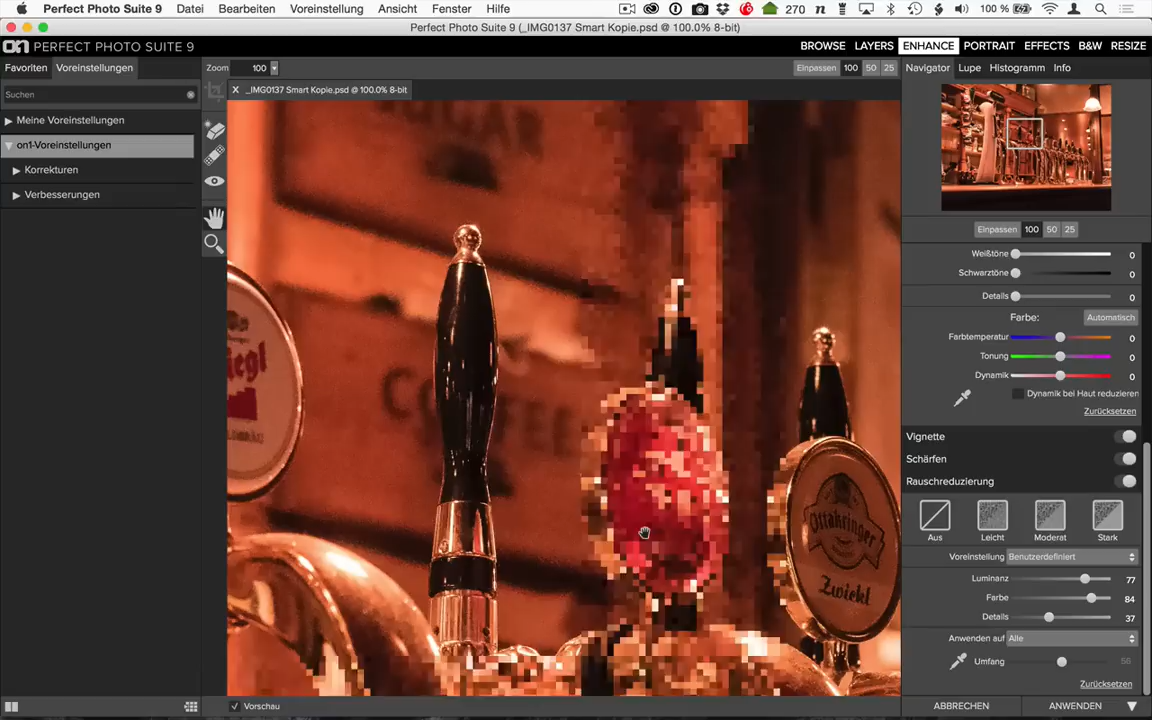 Perfect Photo Suite 9 Datei Bearbeiten Voreinstellung Ansicht Fenster Hilfe 270 100 %
Perfect Photo Suite 9 (_IMG0137 Smart Kopie.psd @ 100.0% 8-bit)
on PERFECT PHOTO SUITE 9 BROWSE LAYERS ENHANCE PORTRAIT EFFECTS B&W RESIZE
Favoriten Voreinstellungen Zoom 100 Einpassen 100 50 25 Navigator Lupe Histogramm Info
Suchen
x _IMG0137 Smart Kopie.psd @ 100.0% 8-bit
Meine Voreinstellungen
on1-Voreinstellungen
Korrekturen
Verbesserungen
Einpassen 100 50 25
Weißtöne 0
Schwarztöne 0
Details 0
Farbe: Automatisch
Farbtemperatur 0
Tonung 0
Dynamik 0
Dynamik bei Haut reduzieren
Zurücksetzen
COFFEE
Ottakringer
Zwickl
Vignette
Schärfen
Rauschreduzierung
Aus Leicht Moderat Stark
Voreinstellung Benutzerdefiniert
Luminanz 77
Farbe 84
Details 37
Anwenden auf Alle
Umfang 56
Zurücksetzen
Vorschau ABBRECHEN ANWENDEN